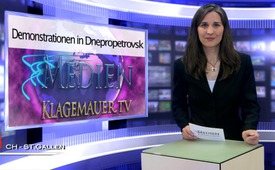 Demonstrationen in Dnepropetrovsk
MEDIEN
KLAGEMAUER.TV
CH - ST.GALLEN